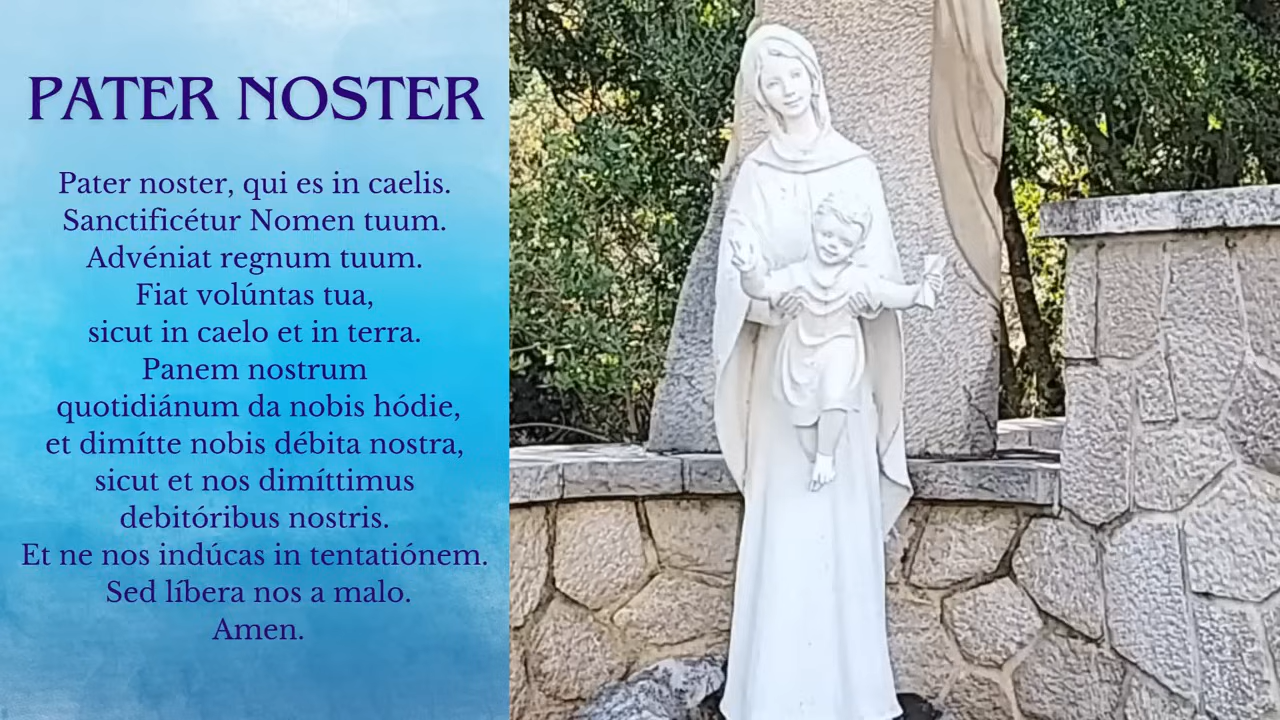 PATER NOSTER
Pater noster, qui es in caelis.
Sanctificétur Nomen tuum.
Advéniat regnum tuum.
Fiat volúntas tua,
sicut in caelo et in terra.
Panem nostrum
quotidiánum da nobis hódie,
et dimítte nobis débita nostra,
sicut et nos dimíttimus
debitóribus nostris.
Et ne nos indúcas in tentatiónem.
Sed líbera nos a malo.
Amen.